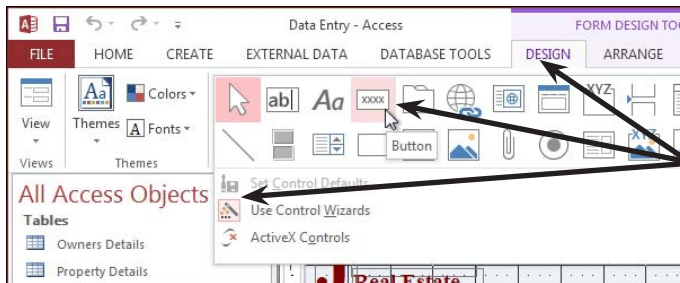 Data Entry - Access
FORM DESIGN TOO
FILE HOME CREATE EXTERNAL DATA DATABASE TOOLS DESIGN ARRANGE
Aa Colors
ab| Aa xxxx XYZ
View Themes A Fonts
Button
XYZ
Views Themes
Set Control Defaults
All Access Objects
Use Control Wizards
Tables
ActiveX Controls
Owners Details
Property Details
Real Estate